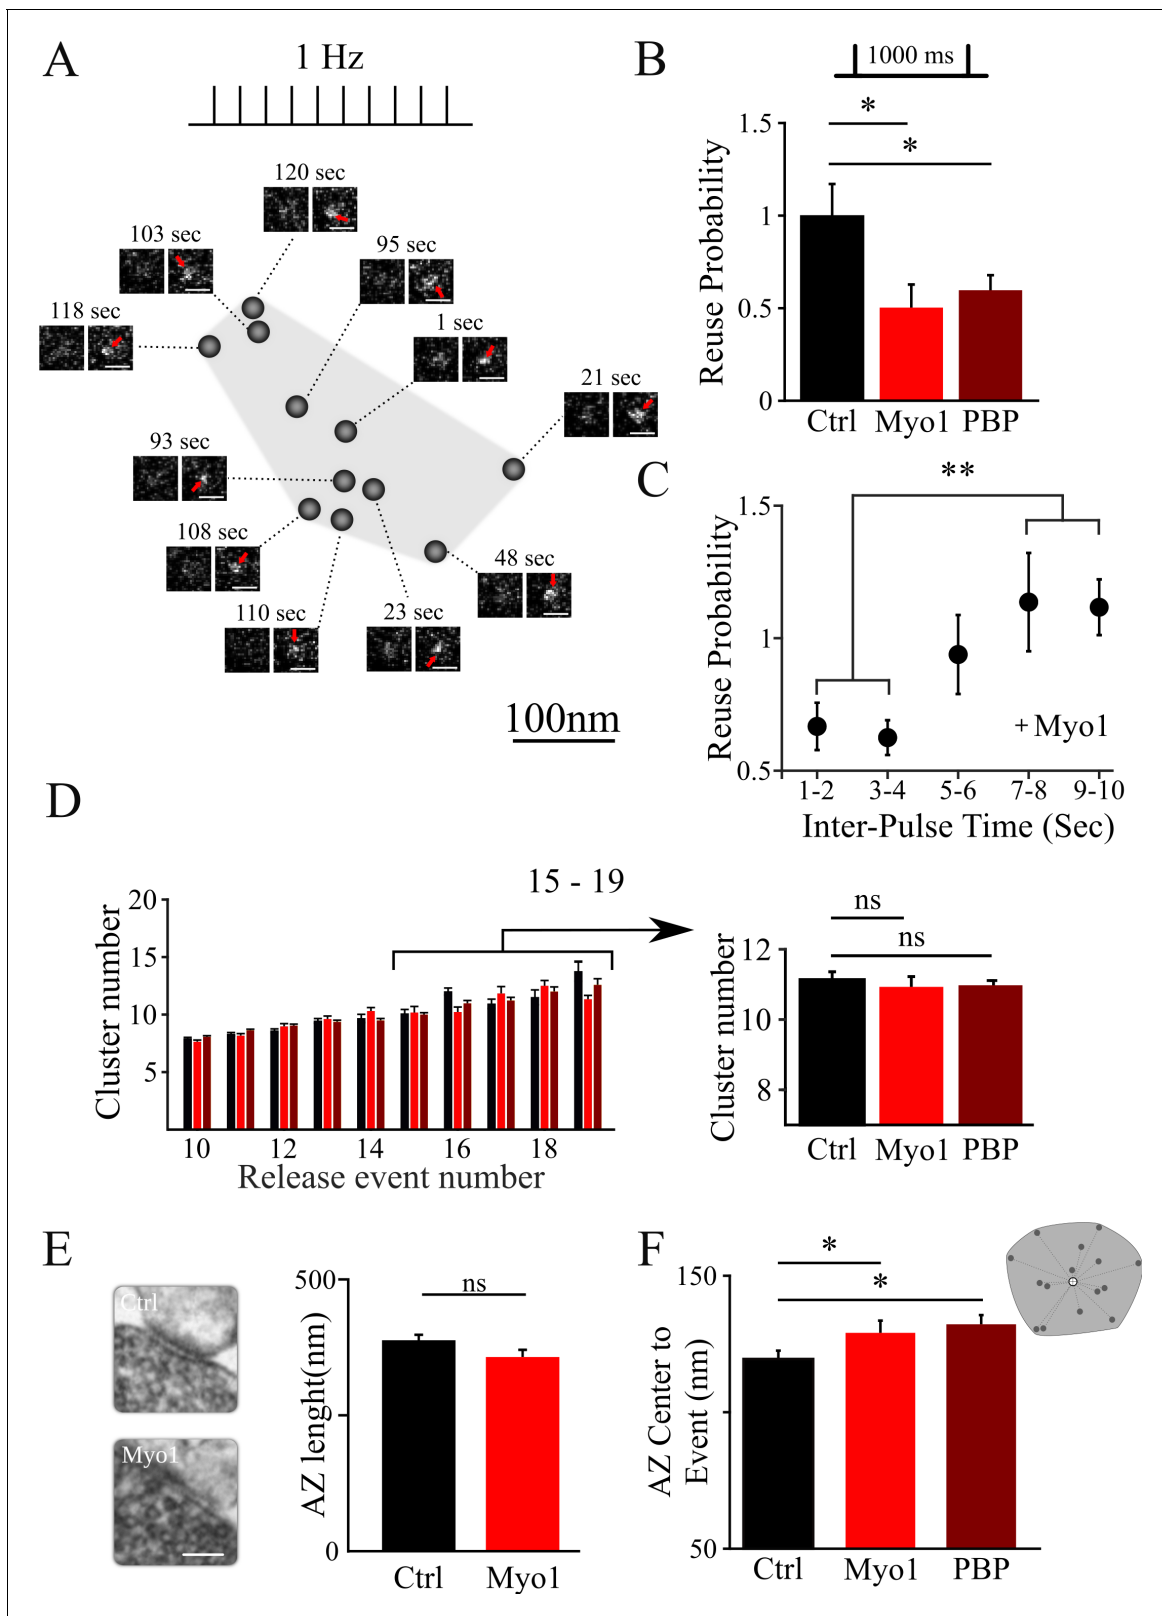 A
1 Hz
120 sec
103 sec
95 sec
118 sec
1 sec
21 sec
93 sec
108 sec
48 sec
110 sec
23 sec
100nm
B
1000 ms
*
*
1.5
1
0.5
0
Reuse Probability
Ctrl Myo1 PBP
C
**
1.5
1
0.5
Reuse Probability
+ Myo1
1-2 3-4 5-6 7-8 9-10
Inter-Pulse Time (Sec)
D
15 - 19
20
15
10
5
Cluster number
10 12 14 16 18
Release event number
ns
ns
12
10
8
Cluster number
Ctrl Myo1 PBP
E
Ctrl
Myo1
500
0
AZ lenght(nm)
ns
Ctrl Myo1
F
*
*
150
50
AZ Center to
Event (nm)
Ctrl Myo1 PBP